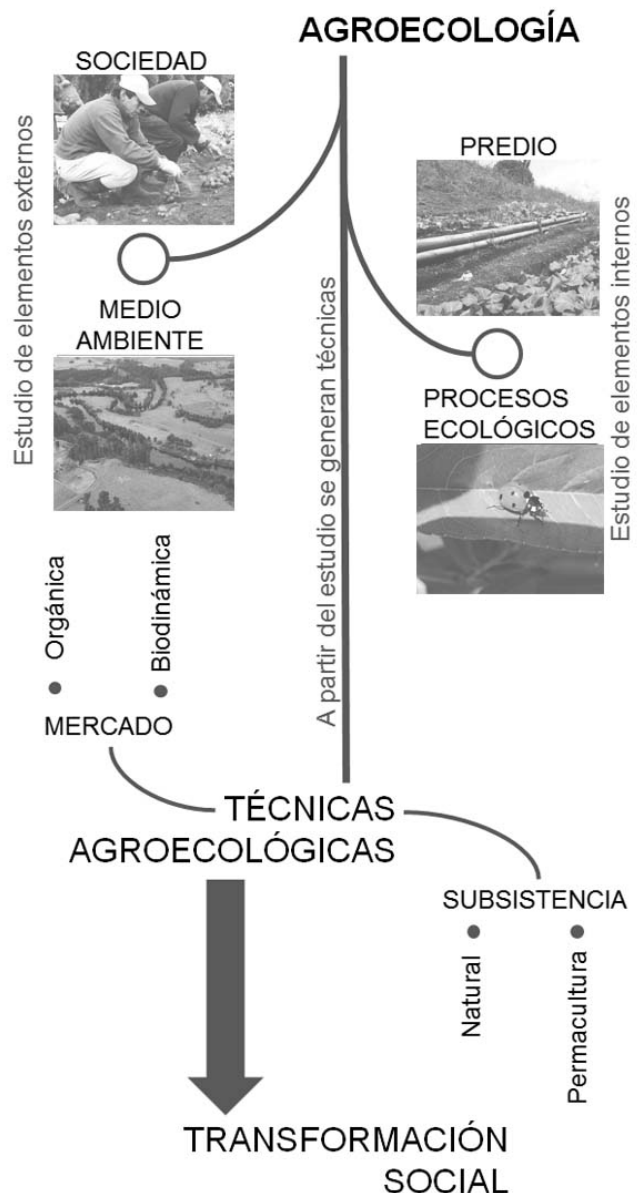 AGROECOLOGÍA
SOCIEDAD
Estudio de elementos externos
MEDIO
AMBIENTE
PREDIO
PROCESOS
ECOLÓGICOS
Estudio de elementos internos
A partir del estudio se generan técnicas
Orgánica
Biodinámica
MERCADO
TÉCNICAS
AGROECOLÓGICAS
SUBSISTENCIA
Natural
Permacultura
TRANSFORMACIÓN
SOCIAL